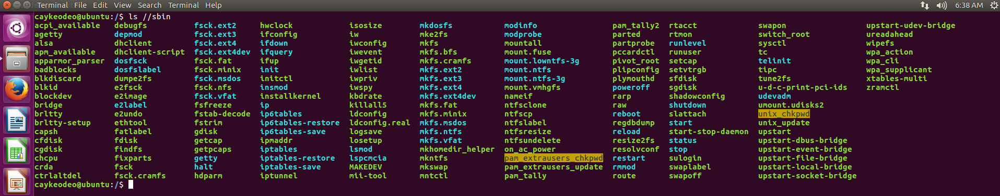 Terminal File Edit View Search Terminal Help 6:38 AM
caykeodeo@ubuntu:/$ ls //sbin
acpi_available debugfs fsck.ext2 hwclock isosize mkdosfs modinfo pam_tally2 rtacct swapon upstart-udev-bridge
agetty depmod fsck.ext3 ifconfig iw mke2fs modprobe parted rtmon switch_root ureadahead
alsa dhclient fsck.ext4 ifdown iwconfig mkfs mountall partprobe runlevel sysctl wipefs
apm_available dhclient-script fsck.ext4dev ifquery iwevent mkfs.bfs mount.fuse pccardctl runuser tc wpa_action
apparmor_parser dosfsck fsck.fat ifup iwgetid mkfs.cramfs mount.lowntfs-3g pivot_root setcap telinit wpa_cli
badblocks dosfslabel fsck.minix init iwlist mkfs.ext2 mount.ntfs plipconfig setvtrgb tipc wpa_supplicant
blkdiscard dumpe2fs fsck.msdos initctl iwpriv mkfs.ext3 mount.ntfs-3g plymouthd sfdisk tune2fs xtables-multi
blkid e2fsck fsck.nfs insmod iwspy mkfs.ext4 mount.vmhgfs poweroff sgdisk u-d-c-print-pci-ids zramctl
blockdev e2image fsck.vfat installkernel kbdrate mkfs.ext4dev nameif rarp shadowconfig udevadm
bridge e2label fsfreeze ip killall5 mkfs.fat ntfsclone raw shutdown umount.udisks2
brltty e2undo fstab-decode ip6tables ldconfig mkfs.minix ntfscp reboot slattach unix_chkpwd
brltty-setup ethtool fstrim ip6tables-restore ldconfig.real mkfs.msdos ntfslabel regdbdump start unix_update
capsh fatlabel gdisk ip6tables-save logsave mkfs.ntfs ntfsresize reload start-stop-daemon upstart
cfdisk fdisk getcap ipmaddr losetup mkfs.vfat ntfsundelete resize2fs status upstart-dbus-bridge
cgdisk findfs getpcaps iptables lsmod mkhomedir_helper on_ac_power resolvconf stop upstart-event-bridge
chcpu fixparts getty iptables-restore lspcmcia mkntfs pam_extrausers_chkpwd restart sulogin upstart-file-bridge
crda fsck halt iptables-save MAKEDEV mkswap pam_extrausers_update rmmod swaplabel upstart-local-bridge
ctrlaltdel fsck.cramfs hdparm iptunnel mii-tool mntctl pam_tally route swapoff upstart-socket-bridge
caykeodeo@ubuntu:/$